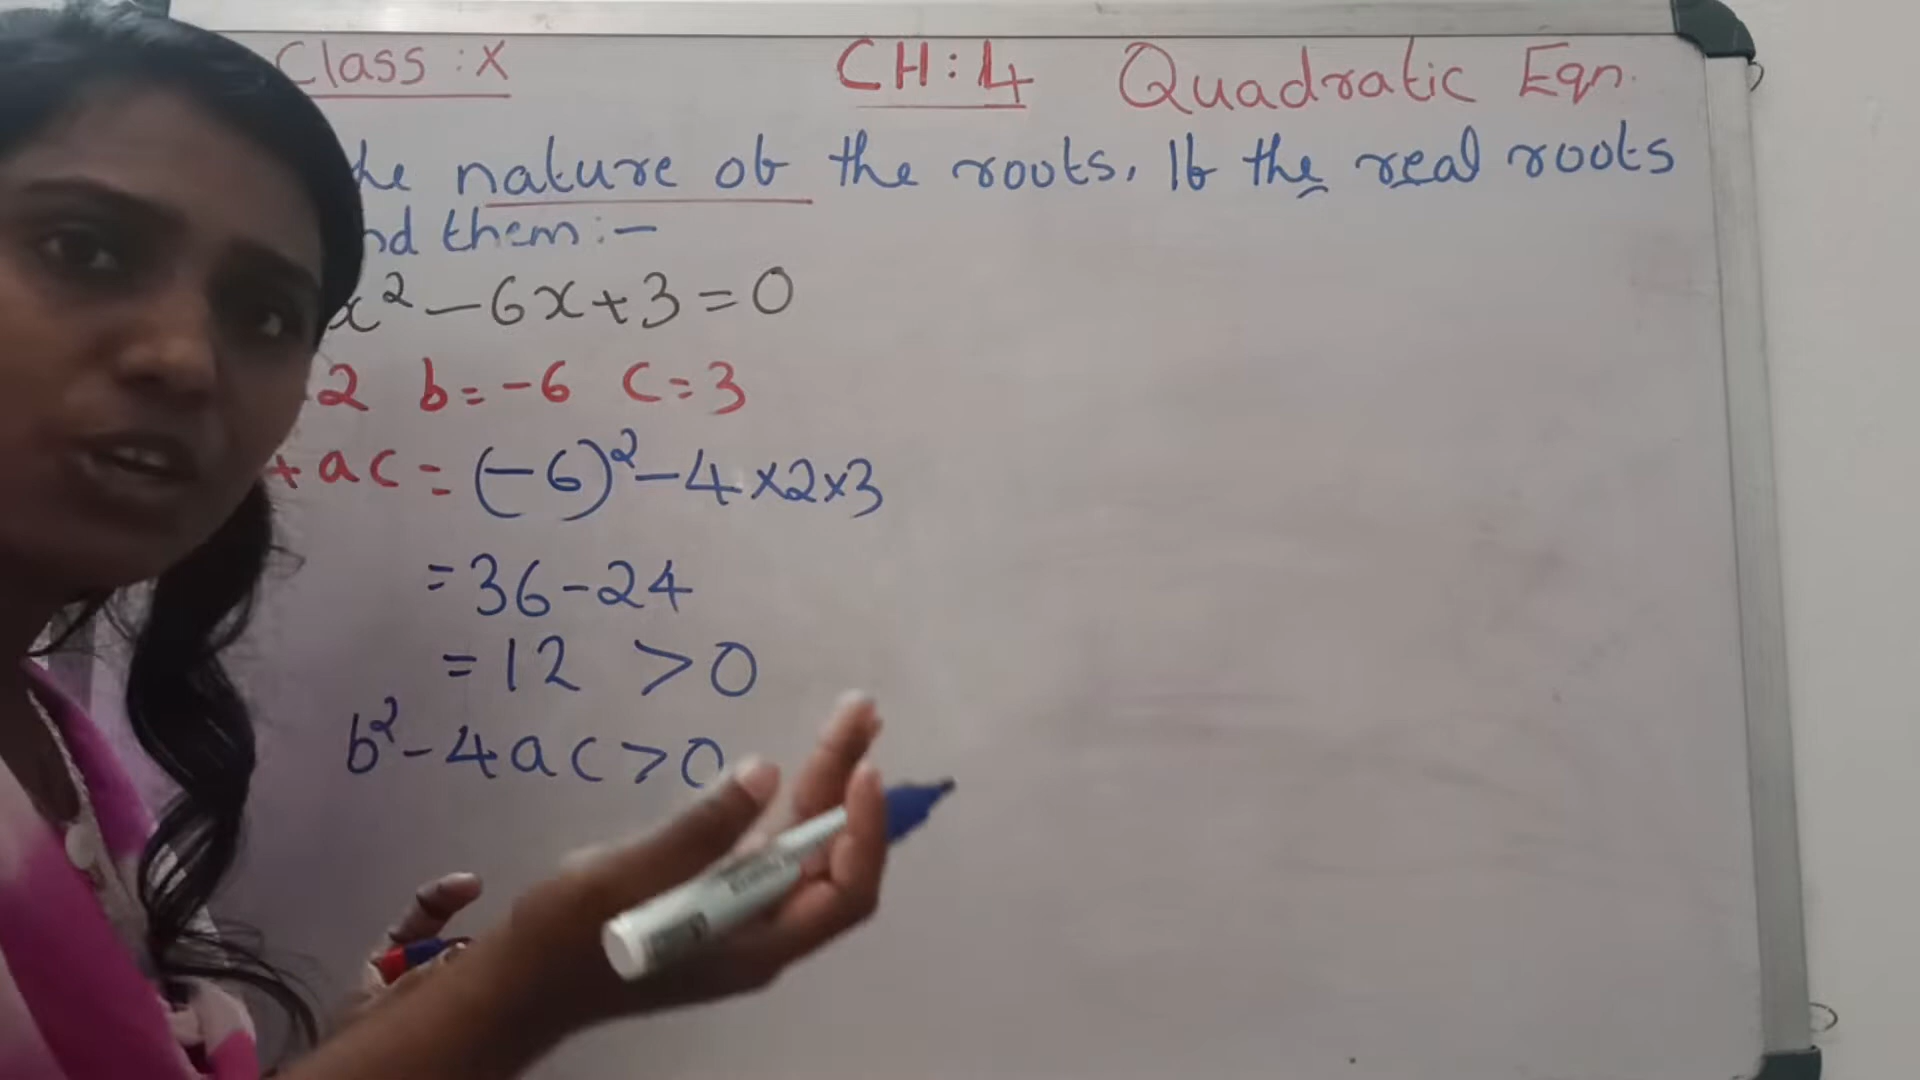 Class : X CH : 4 Quadratic Eqn.
the nature of the roots. If the real roots
them :-
x² - 6x + 3 = 0
2 b = -6 c = 3
ac = (-6)² - 4 × 2 × 3
= 36 - 24
= 12 > 0
b² - 4ac > 0